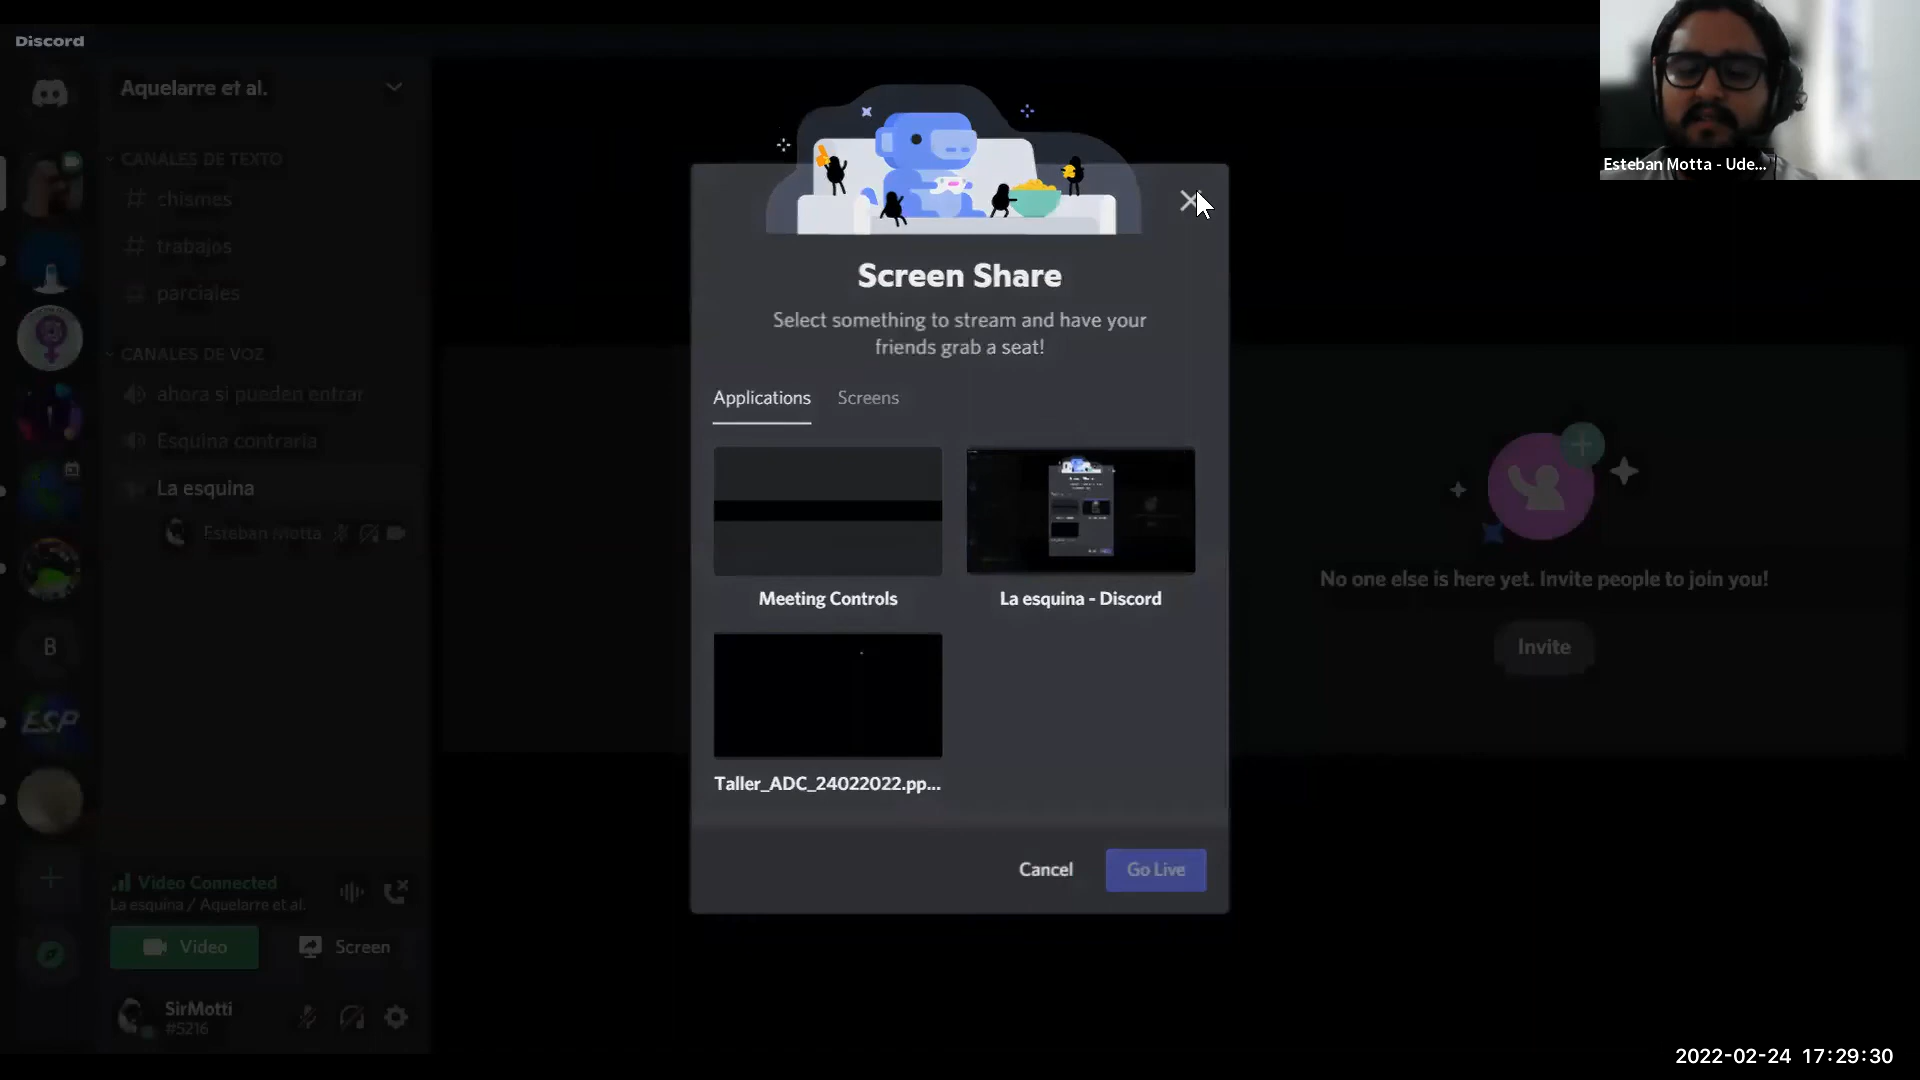 Discord
Aquelarre et al.
CANALES DE TEXTO
chismes
trabajos
parciales
CANALES DE VOZ
ahora si pueden entrar
Esquina contraria
La esquina
Esteban Motta
B
ESP
Video Connected
La esquina / Aquelarre et al.
Video
Screen
SirMotti
#5216
Screen Share
Select something to stream and have your
friends grab a seat!
Applications
Screens
Meeting Controls
La esquina - Discord
Taller_ADC_24022022.pp...
Cancel
Go Live
No one else is here yet. Invite people to join you!
Invite
Esteban Motta - Ude...
2022-02-24 17:29:30